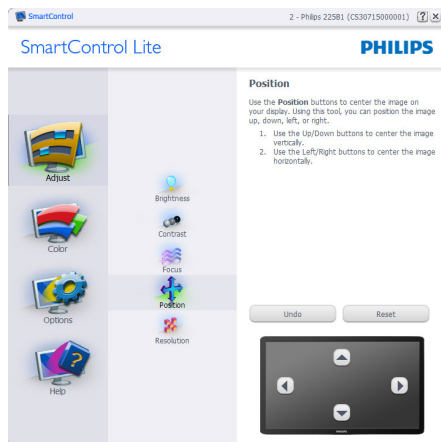 SmartControl
2 - Philips 225B1 (CS30715000001)
SmartControl Lite
PHILIPS
Adjust
Color
Options
Help
Brightness
Contrast
Focus
Position
Resolution
Position
Use the Position buttons to center the image on
your display. Using this tool, you can position the image
up, down, left, or right.
1. Use the Up/Down buttons to center the image
vertically.
2. Use the Left/Right buttons to center the image
horizontally.
Undo
Reset
PHILIPS